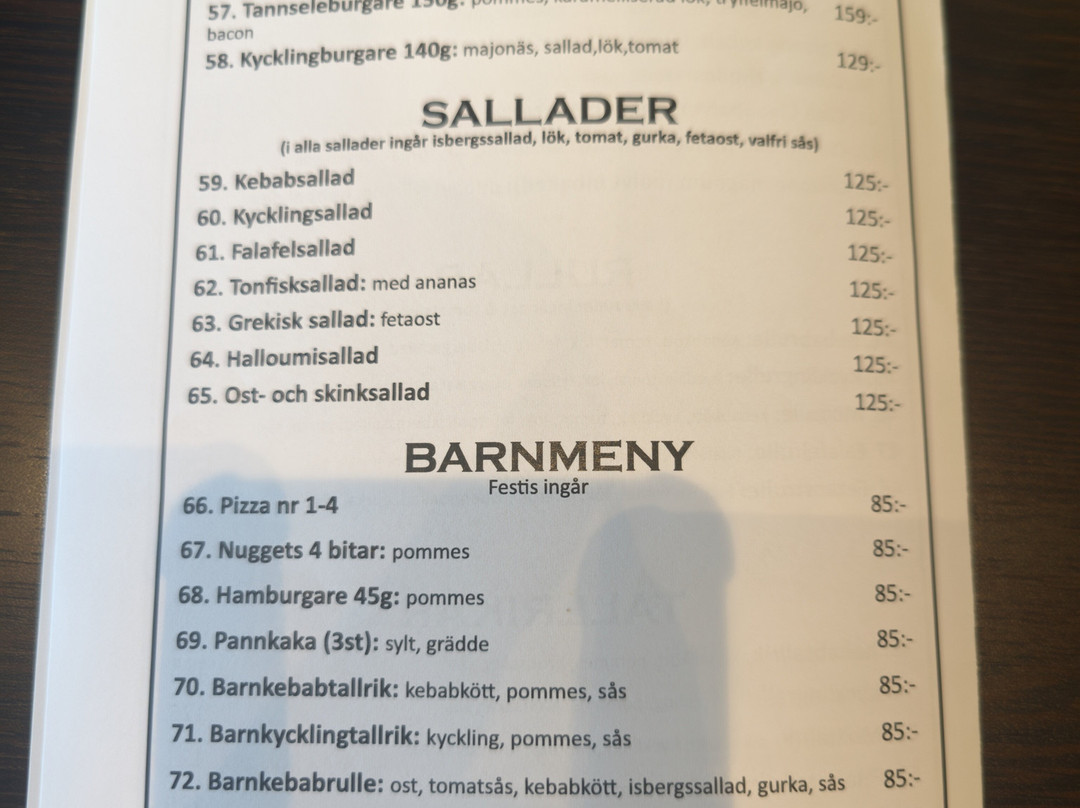 57. Tannseleburgare 150g: pommes, karamelliserad lök, tryffelmajo, 159:-
bacon
58. Kycklingburgare 140g: majonäs, sallad,lök,tomat 129:-
SALLADER
(i alla sallader ingår isbergssallad, lök, tomat, gurka, fetaost, valfri sås)
59. Kebabsallad 125:-
60. Kycklingsallad 125:-
61. Falafelsallad 125:-
62. Tonfisksallad: med ananas 125:-
63. Grekisk sallad: fetaost 125:-
64. Halloumisallad 125:-
65. Ost- och skinksallad 125:-
BARNMENY
Festis ingår
66. Pizza nr 1-4 85:-
67. Nuggets 4 bitar: pommes 85:-
68. Hamburgare 45g: pommes 85:-
69. Pannkaka (3st): sylt, grädde 85:-
70. Barnkebabtallrik: kebabkött, pommes, sås 85:-
71. Barnkycklingtallrik: kyckling, pommes, sås 85:-
72. Barnkebabrulle: ost, tomatsås, kebabkött, isbergssallad, gurka, sås 85:-